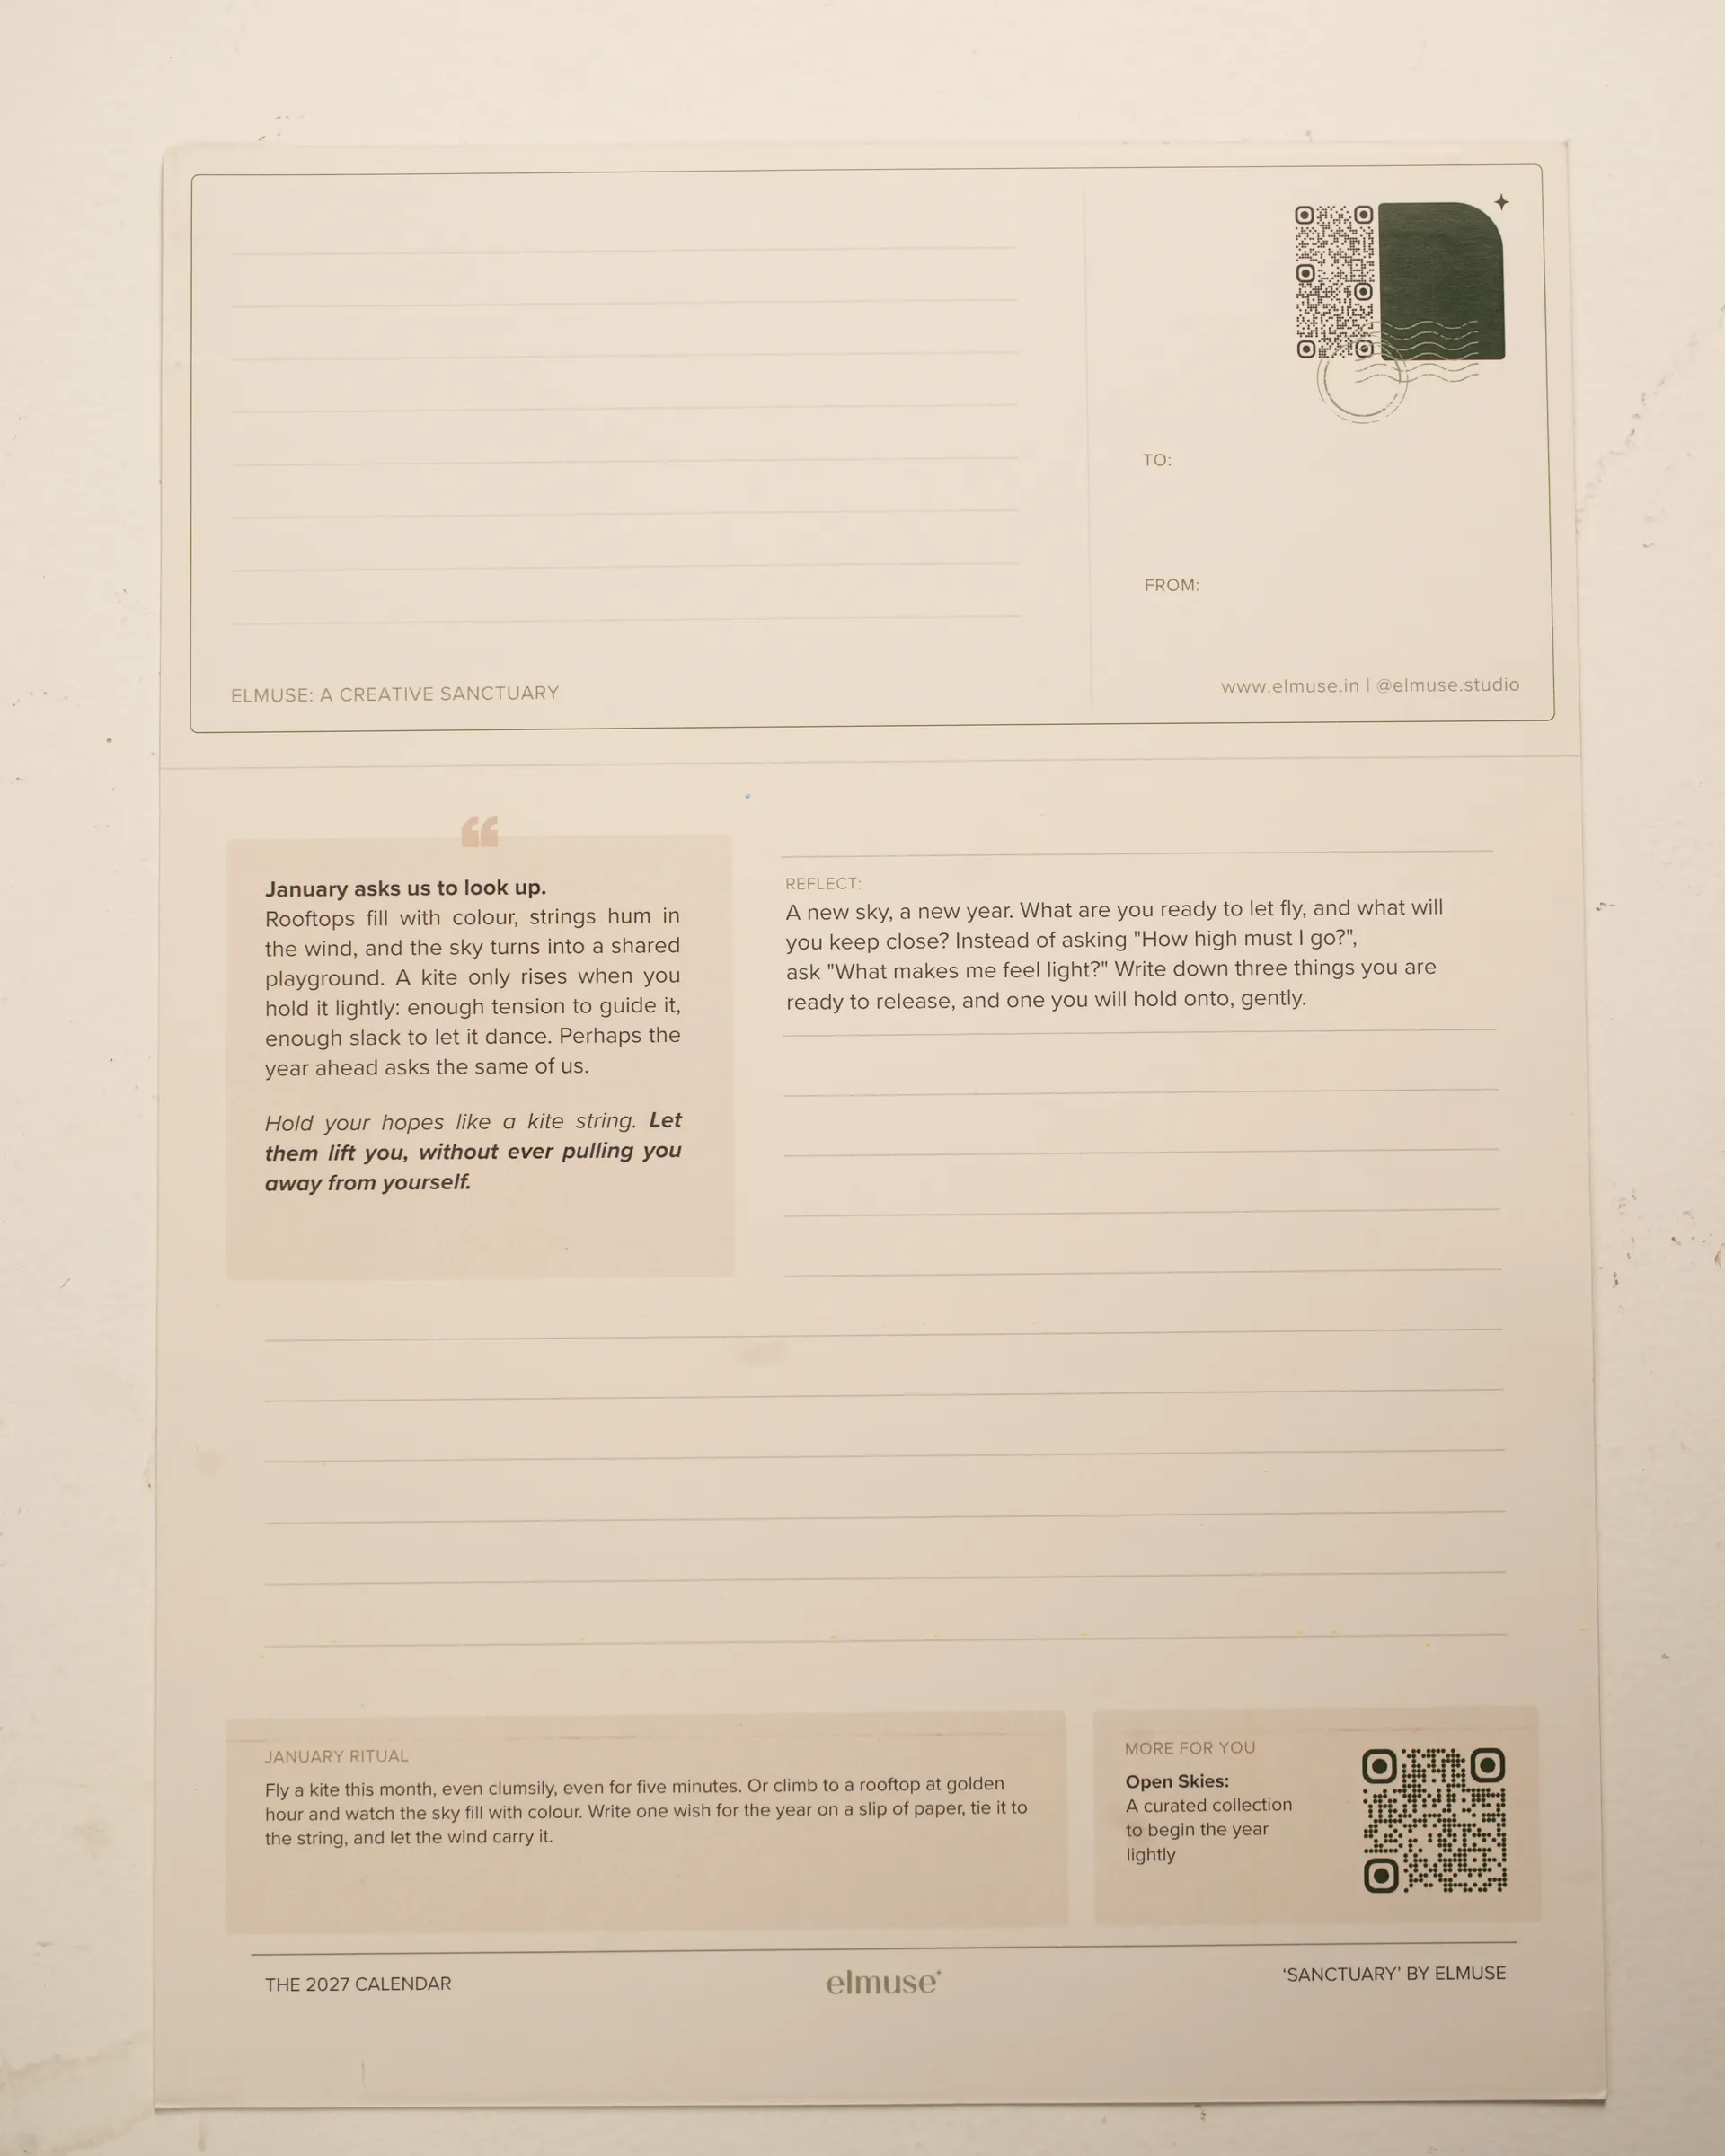 TO:
FROM:
ELMUSE: A CREATIVE SANCTUARY
www.elmuse.in | @elmuse.studio
“
January asks us to look up.
Rooftops fill with colour, strings hum in
the wind, and the sky turns into a shared
playground. A kite only rises when you
hold it lightly: enough tension to guide it,
enough slack to let it dance. Perhaps the
year ahead asks the same of us.
Hold your hopes like a kite string. Let
them lift you, without ever pulling you
away from yourself.
REFLECT:
A new sky, a new year. What are you ready to let fly, and what will
you keep close? Instead of asking "How high must I go?",
ask "What makes me feel light?" Write down three things you are
ready to release, and one you will hold onto, gently.
JANUARY RITUAL
Fly a kite this month, even clumsily, even for five minutes. Or climb to a rooftop at golden
hour and watch the sky fill with colour. Write one wish for the year on a slip of paper, tie it to
the string, and let the wind carry it.
MORE FOR YOU
Open Skies:
A curated collection
to begin the year
lightly
THE 2027 CALENDAR
elmuse
‘SANCTUARY’ BY ELMUSE